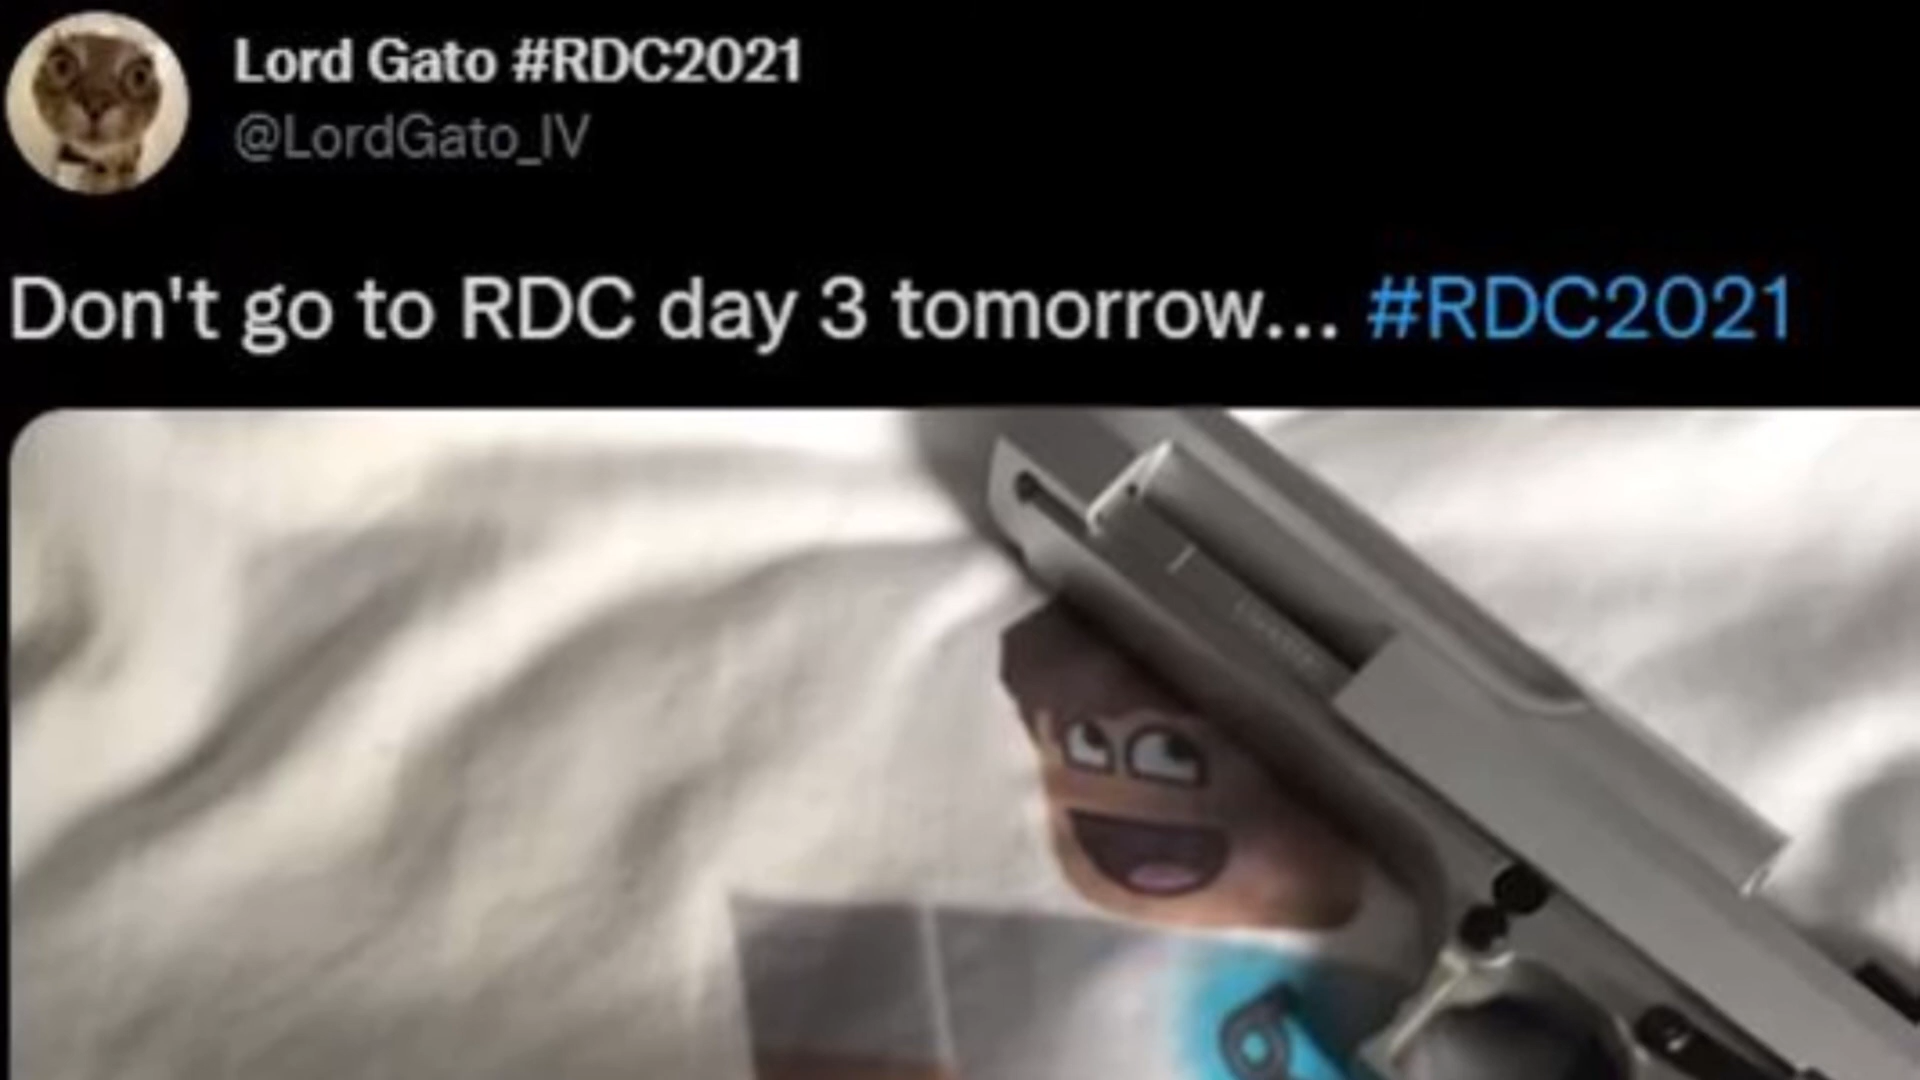 Lord Gato #RDC2021
@LordGato_IV
Don't go to RDC day 3 tomorrow... #RDC2021